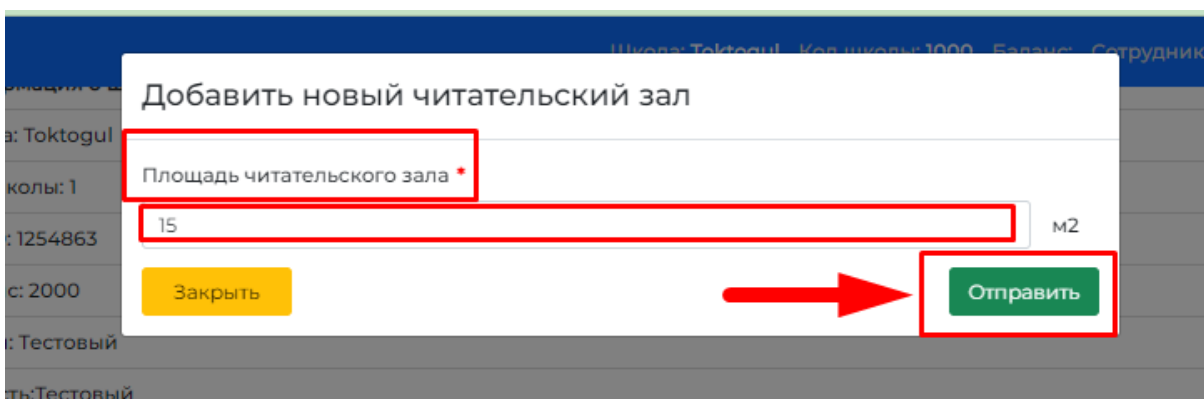 Школа: Toktogul Код школы: 1000 Баланс: Сотрудник
Добавить новый читательский зал
а: Toktogul
колы: 1
Площадь читательского зала *
: 1254863
15 м2
с: 2000
Закрыть Отправить
: Тестовый
сть:Тестовый